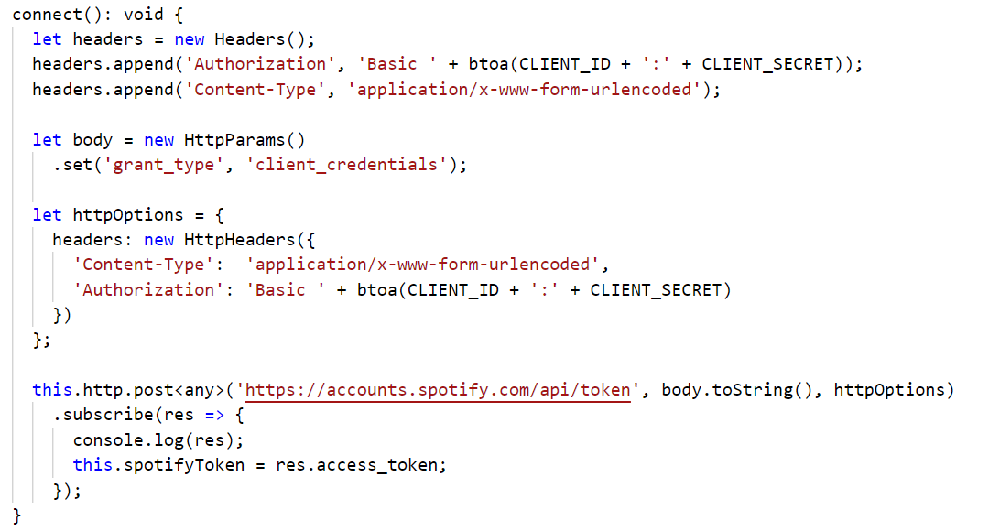 connect(): void {
let headers = new Headers();
headers.append('Authorization', 'Basic ' + btoa(CLIENT_ID + ':' + CLIENT_SECRET));
headers.append('Content-Type', 'application/x-www-form-urlencoded');
let body = new HttpParams()
.set('grant_type', 'client_credentials');
let httpOptions = {
headers: new HttpHeaders({
'Content-Type':  'application/x-www-form-urlencoded',
'Authorization': 'Basic ' + btoa(CLIENT_ID + ':' + CLIENT_SECRET)
})
};
this.http.post<any>('https://accounts.spotify.com/api/token', body.toString(), httpOptions)
.subscribe(res => {
console.log(res);
this.spotifyToken = res.access_token;
});
}